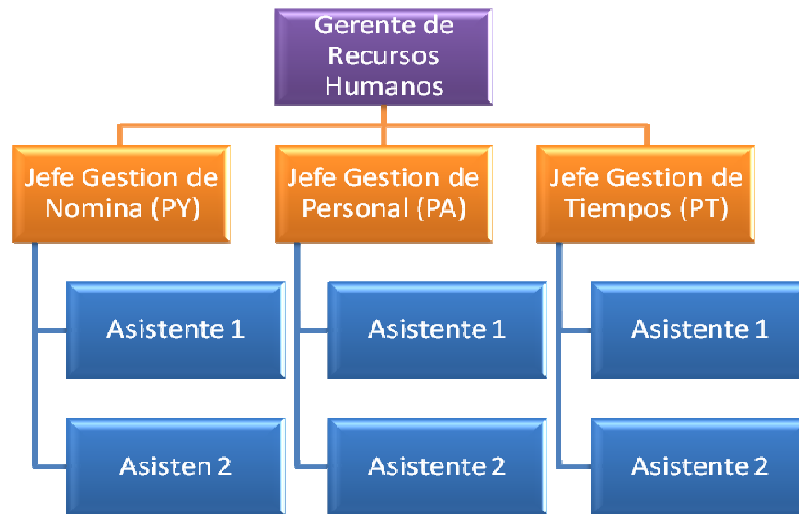 Gerente de
Recursos
Humanos
Jefe Gestion de
Nomina (PY)
Jefe Gestion de
Personal (PA)
Jefe Gestion de
Tiempos (PT)
Asistente 1
Asistente 1
Asistente 1
Asisten 2
Asistente 2
Asistente 2